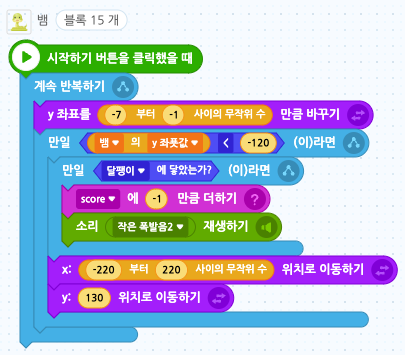 뱀 블록 15 개
시작하기 버튼을 클릭했을 때
계속 반복하기
y 좌표를 -7 부터 -1 사이의 무작위 수 만큼 바꾸기
만일 뱀 의 y 좌푯값 < -120 (이)라면
만일 달팽이 에 닿았는가? (이)라면
score 에 -1 만큼 더하기 ?
소리 작은 폭발음2 재생하기
x: -220 부터 220 사이의 무작위 수 위치로 이동하기
y: 130 위치로 이동하기